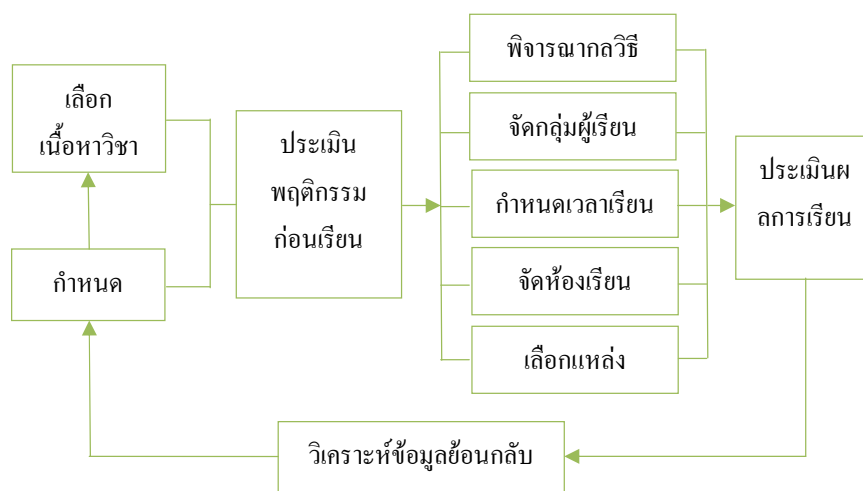 เลือก
เนื้อหาวิชา
กำหนด
ประเมิน
พฤติกรรม
ก่อนเรียน
พิจารณากลวิธี
จัดกลุ่มผู้เรียน
กำหนดเวลาเรียน
จัดห้องเรียน
เลือกแหล่ง
ประเมินผ
ลการเรียน
วิเคราะห์ข้อมูลย้อนกลับ